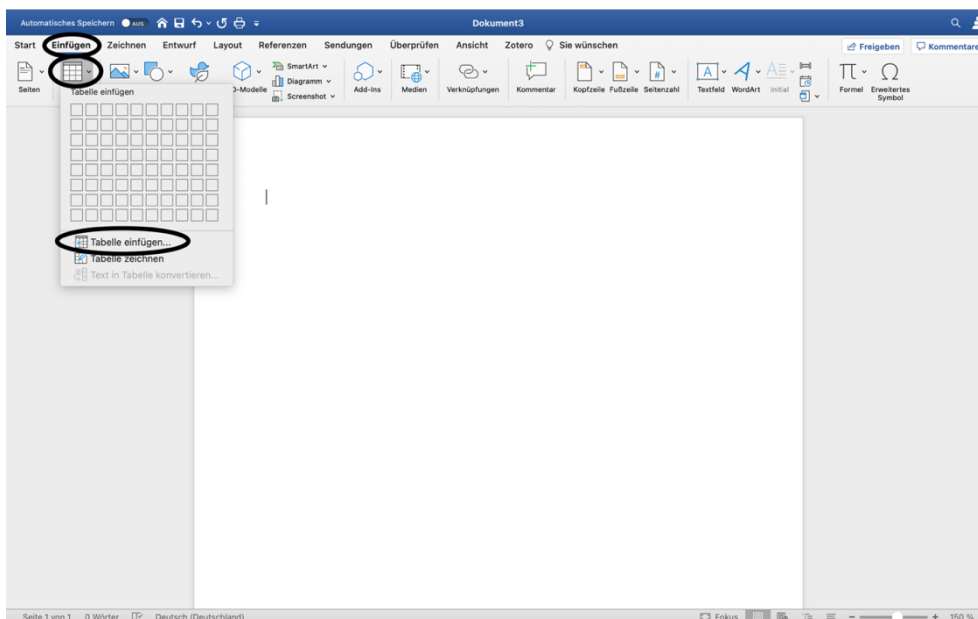 Automatisches Speichern AUS Dokument3
Start Einfügen Zeichnen Entwurf Layout Referenzen Sendungen Überprüfen Ansicht Zotero Sie wünschen Freigeben Kommentare
Seiten
Tabelle einfügen
-Modelle
SmartArt
Diagramm
Screenshot
Add-Ins
Medien
Verknüpfungen
Kommentar
Kopfzeile Fußzeile Seitenzahl
#
A
Textfeld WordArt Initial
Formel Erweitertes
Symbol
Tabelle einfügen...
Tabelle zeichnen
Text in Tabelle konvertieren...
Seite 1 von 1 0 Wörter Deutsch (Deutschland) Fokus 150 %